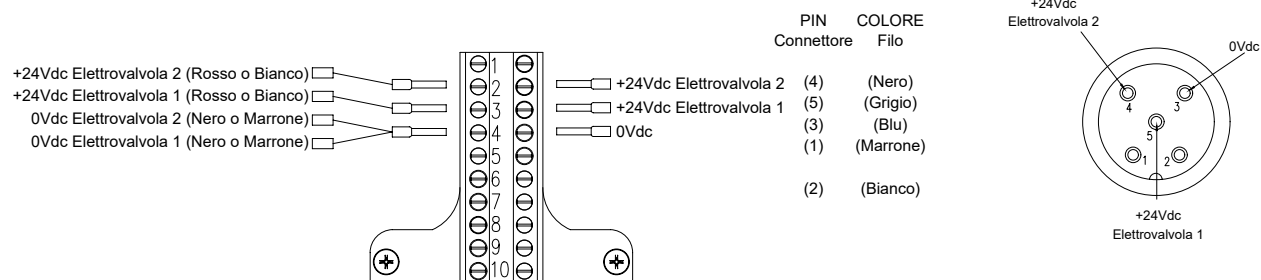 +24Vdc
Elettrovalvola 2
PIN COLORE
Connettore Filo
0Vdc
+24Vdc Elettrovalvola 2 (Rosso o Bianco)
+24Vdc Elettrovalvola 1 (Rosso o Bianco)
0Vdc Elettrovalvola 2 (Nero o Marrone)
0Vdc Elettrovalvola 1 (Nero o Marrone)
1
2
3
4
5
6
7
8
9
10
+24Vdc Elettrovalvola 2 (4) (Nero)
+24Vdc Elettrovalvola 1 (5) (Grigio)
0Vdc (3) (Blu)
(1) (Marrone)
(2) (Bianco)
4 3
5
1 2
+24Vdc
Elettrovalvola 1